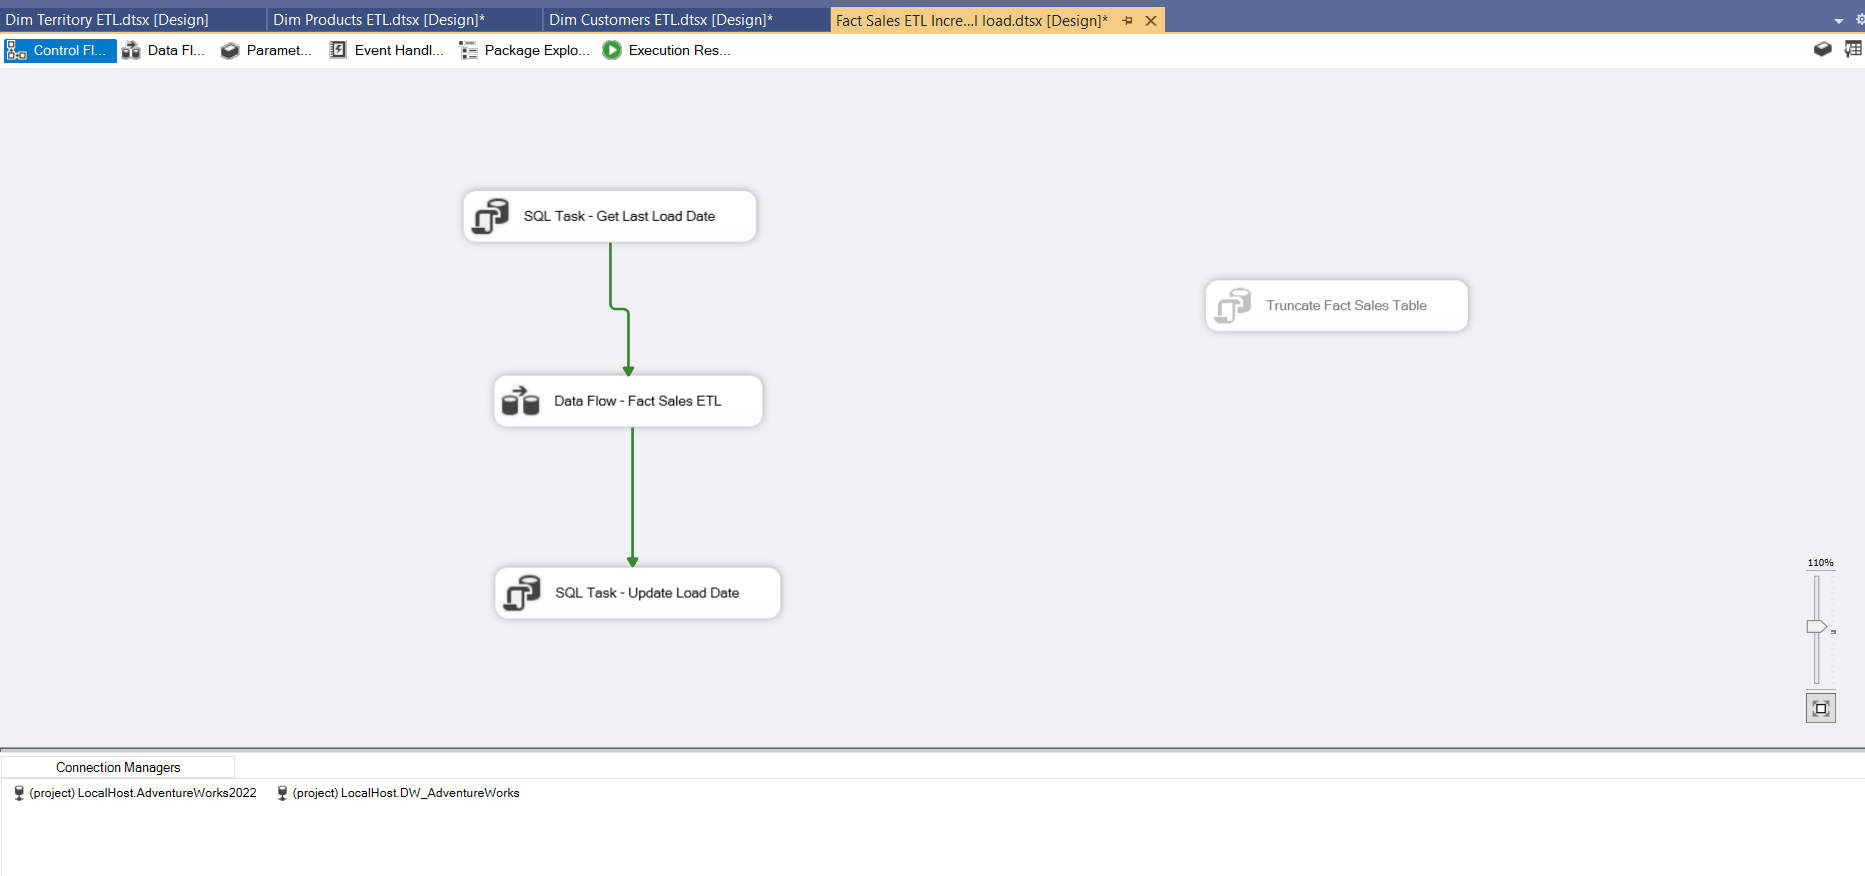 Dim Territory ETL.dtsx [Design]
Dim Products ETL.dtsx [Design]*
Dim Customers ETL.dtsx [Design]*
Fact Sales ETL Incre...l load.dtsx [Design]*
Control Fl...
Data Fl...
Paramet...
Event Handl...
Package Explo...
Execution Res...
SQL Task - Get Last Load Date
Truncate Fact Sales Table
Data Flow - Fact Sales ETL
SQL Task - Update Load Date
110%
Connection Managers
(project) LocalHost.AdventureWorks2022
(project) LocalHost.DW_AdventureWorks